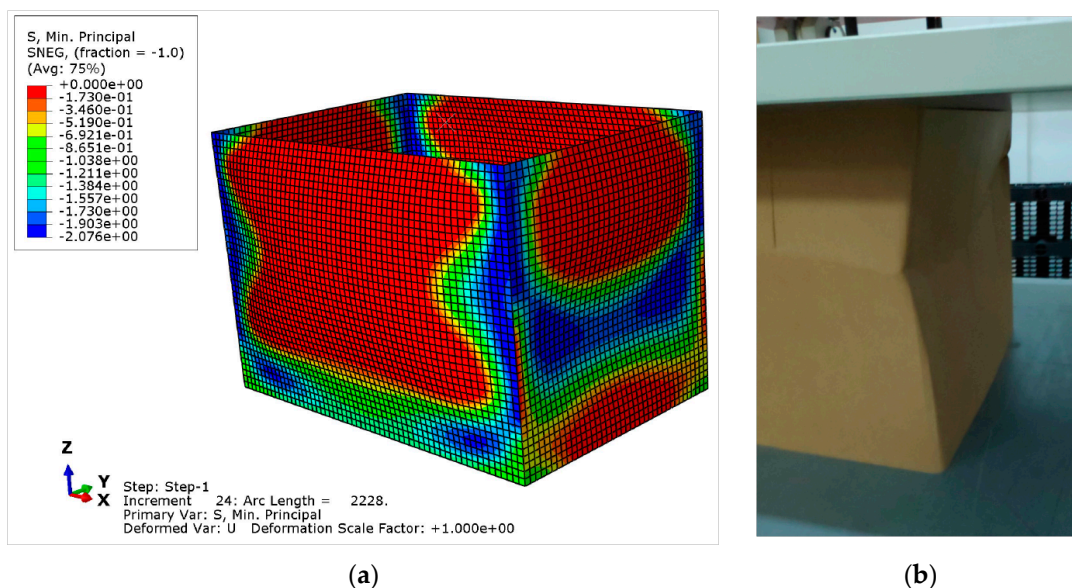 S, Min. Principal
SNEG, (fraction = -1.0)
(Avg: 75%)
+0.000e+00
-1.730e-01
-3.460e-01
-5.190e-01
-6.921e-01
-8.651e-01
-1.038e+00
-1.211e+00
-1.384e+00
-1.557e+00
-1.730e+00
-1.903e+00
-2.076e+00
Z
Y
X
Step: Step-1
Increment 24: Arc Length = 2228.
Primary Var: S, Min. Principal
Deformed Var: U Deformation Scale Factor: +1.000e+00
(a)
(b)